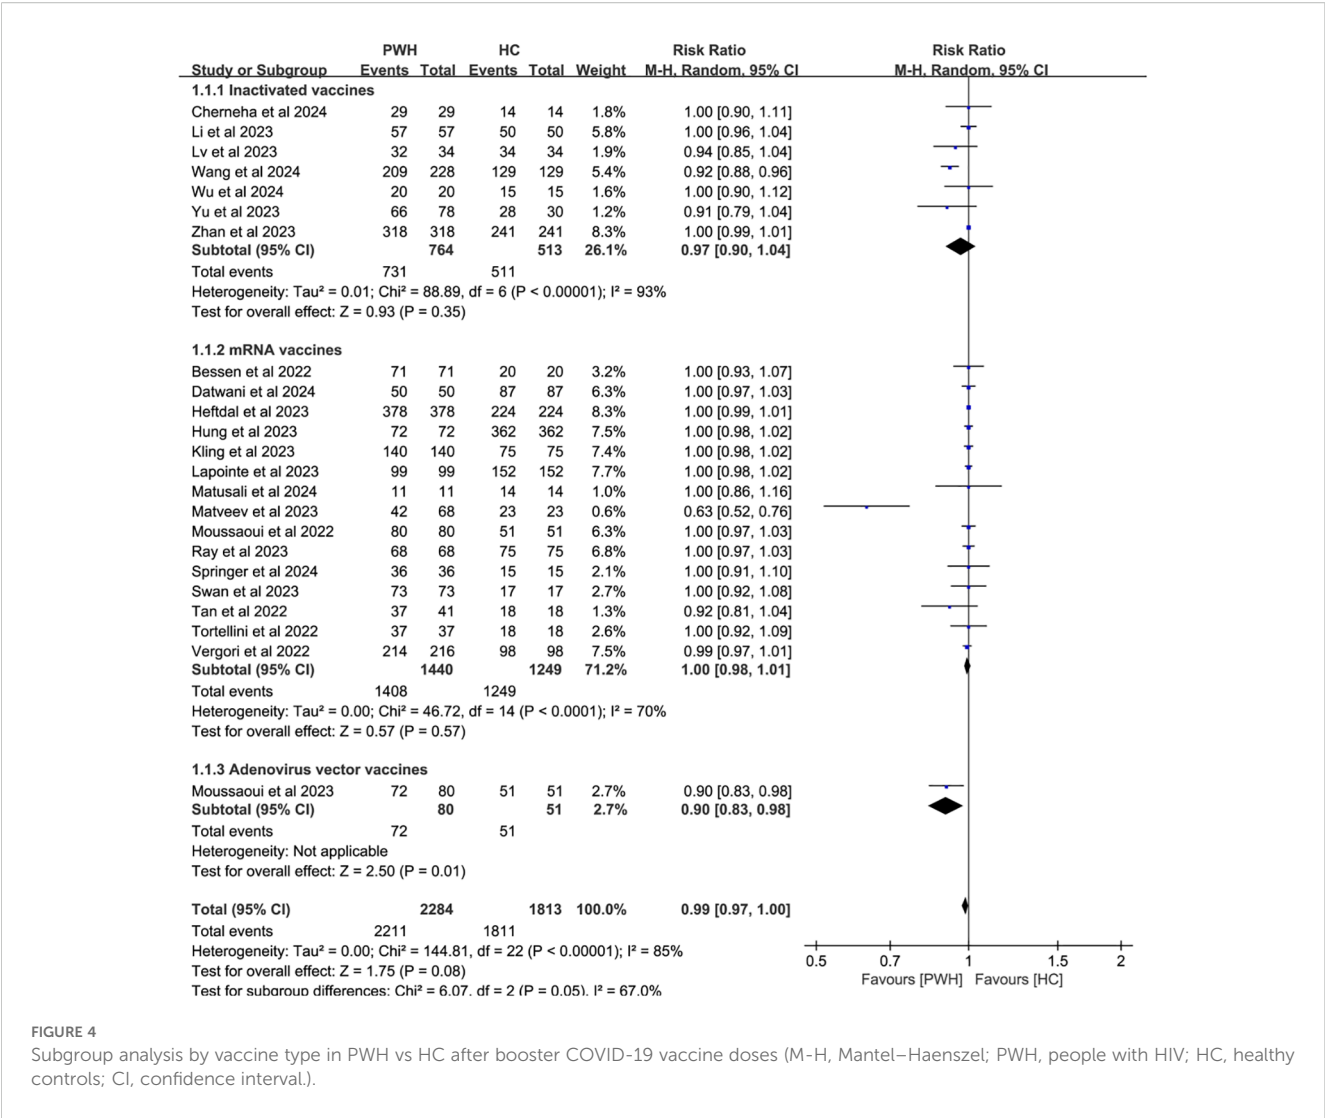 PWH HC Risk Ratio Risk Ratio
Study or Subgroup Events Total Events Total Weight M-H, Random, 95% CI M-H, Random, 95% CI
1.1.1 Inactivated vaccines
Cherneha et al 2024 29 29 14 14 1.8% 1.00 [0.90, 1.11]
Li et al 2023 57 57 50 50 5.8% 1.00 [0.96, 1.04]
Lv et al 2023 32 34 34 34 1.9% 0.94 [0.85, 1.04]
Wang et al 2024 209 228 129 129 5.4% 0.92 [0.88, 0.96]
Wu et al 2024 20 20 15 15 1.6% 1.00 [0.90, 1.12]
Yu et al 2023 66 78 28 30 1.2% 0.91 [0.79, 1.04]
Zhan et al 2023 318 318 241 241 8.3% 1.00 [0.99, 1.01]
Subtotal (95% CI) 764 513 26.1% 0.97 [0.90, 1.04]
Total events 731 511
Heterogeneity: Tau² = 0.01; Chi² = 88.89, df = 6 (P < 0.00001); I² = 93%
Test for overall effect: Z = 0.93 (P = 0.35)
1.1.2 mRNA vaccines
Bessen et al 2022 71 71 20 20 3.2% 1.00 [0.93, 1.07]
Datwani et al 2024 50 50 87 87 6.3% 1.00 [0.97, 1.03]
Heftdal et al 2023 378 378 224 224 8.3% 1.00 [0.99, 1.01]
Hung et al 2023 72 72 362 362 7.5% 1.00 [0.98, 1.02]
Kling et al 2023 140 140 75 75 7.4% 1.00 [0.98, 1.02]
Lapointe et al 2023 99 99 152 152 7.7% 1.00 [0.98, 1.02]
Matusali et al 2024 11 11 14 14 1.0% 1.00 [0.86, 1.16]
Matveev et al 2023 42 68 23 23 0.6% 0.63 [0.52, 0.76]
Moussaoui et al 2022 80 80 51 51 6.3% 1.00 [0.97, 1.03]
Ray et al 2023 68 68 75 75 6.8% 1.00 [0.97, 1.03]
Springer et al 2024 36 36 15 15 2.1% 1.00 [0.91, 1.10]
Swan et al 2023 73 73 17 17 2.7% 1.00 [0.92, 1.08]
Tan et al 2022 37 41 18 18 1.3% 0.92 [0.81, 1.04]
Tortellini et al 2022 37 37 18 18 2.6% 1.00 [0.92, 1.09]
Vergori et al 2022 214 216 98 98 7.5% 0.99 [0.97, 1.01]
Subtotal (95% CI) 1440 1249 71.2% 1.00 [0.98, 1.01]
Total events 1408 1249
Heterogeneity: Tau² = 0.00; Chi² = 46.72, df = 14 (P < 0.0001); I² = 70%
Test for overall effect: Z = 0.57 (P = 0.57)
1.1.3 Adenovirus vector vaccines
Moussaoui et al 2023 72 80 51 51 2.7% 0.90 [0.83, 0.98]
Subtotal (95% CI) 80 51 2.7% 0.90 [0.83, 0.98]
Total events 72 51
Heterogeneity: Not applicable
Test for overall effect: Z = 2.50 (P = 0.01)
Total (95% CI) 2284 1813 100.0% 0.99 [0.97, 1.00]
Total events 2211 1811
Heterogeneity: Tau² = 0.00; Chi² = 144.81, df = 22 (P < 0.00001); I² = 85%
Test for overall effect: Z = 1.75 (P = 0.08)
Test for subgroup differences: Chi² = 6.07, df = 2 (P = 0.05), I² = 67.0%
0.5 0.7 1 1.5 2
Favours [PWH] Favours [HC]
FIGURE 4
Subgroup analysis by vaccine type in PWH vs HC after booster COVID-19 vaccine doses (M-H, Mantel–Haenszel; PWH, people with HIV; HC, healthy
controls; CI, confidence interval.).